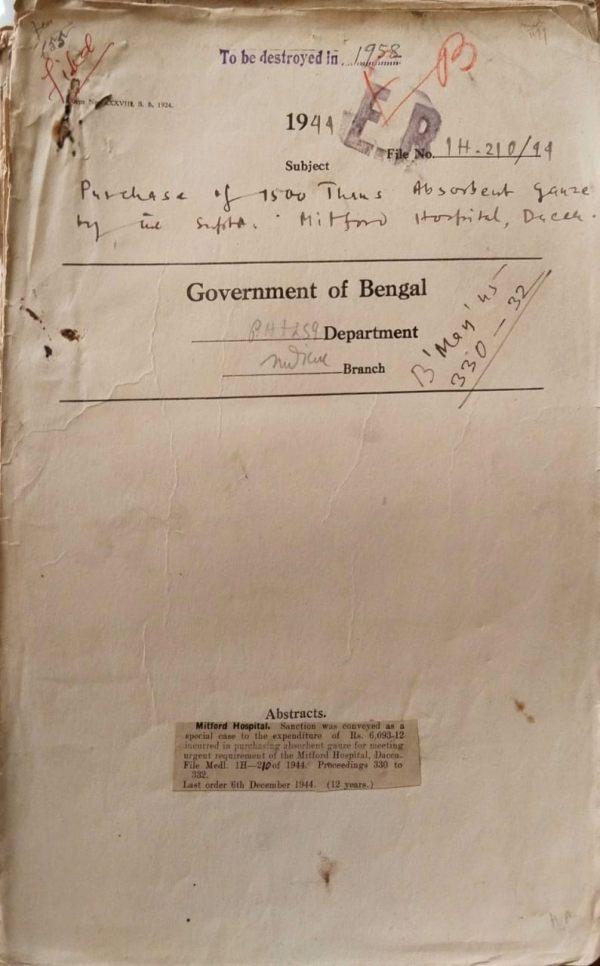 To be destroyed in 1958
B
S. B. 1924.
1944
E.R
File No. 1H-210/44
Subject
Purchase of 1500 Thans Absorbent gauze
by the Supdt. Mitford Hospital, Dacca.
Government of Bengal
Department
Branch
B' May '45
330-32
Abstracts.
Mitford Hospital. Sanction was conveyed as a
special case to the expenditure of Rs. 6,093-12
incurred in purchasing absorbent gauze for meeting
urgent requirement of the Mitford Hospital, Dacca.
File Medl. 1H—210 of 1944. Proceedings 330 to
332.
Last order 6th December 1944. (12 years.)